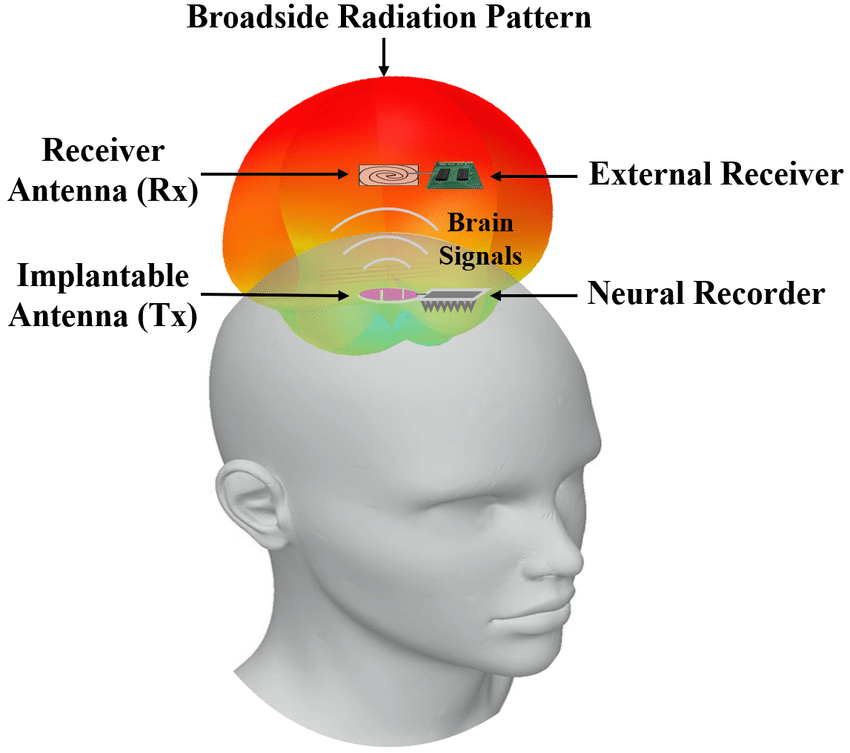 Broadside Radiation Pattern
Receiver
Antenna (Rx)
External Receiver
Brain
Signals
Implantable
Antenna (Tx)
Neural Recorder